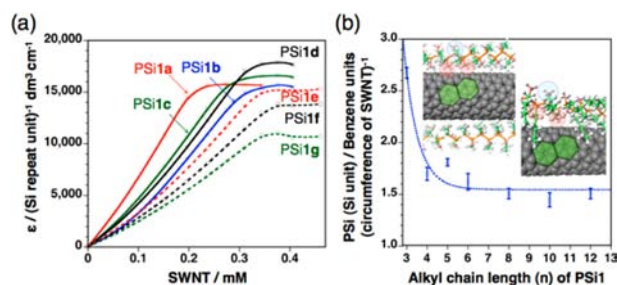 (a)
ε / (Si repeat unit)⁻¹ dm³ cm⁻¹
20,000
15,000
10,000
5,000
0
PSi1a
PSi1b
PSi1c
PSi1d
PSi1e
PSi1f
PSi1g
0 0.1 0.2 0.3 0.4
SWNT / mM
(b)
PSi (Si unit) / Benzene units
(circumference of SWNT)⁻¹
3.0
2.5
2.0
1.5
1.0
3 4 5 6 7 8 9 10 11 12 13
Alkyl chain length (n) of PSi1